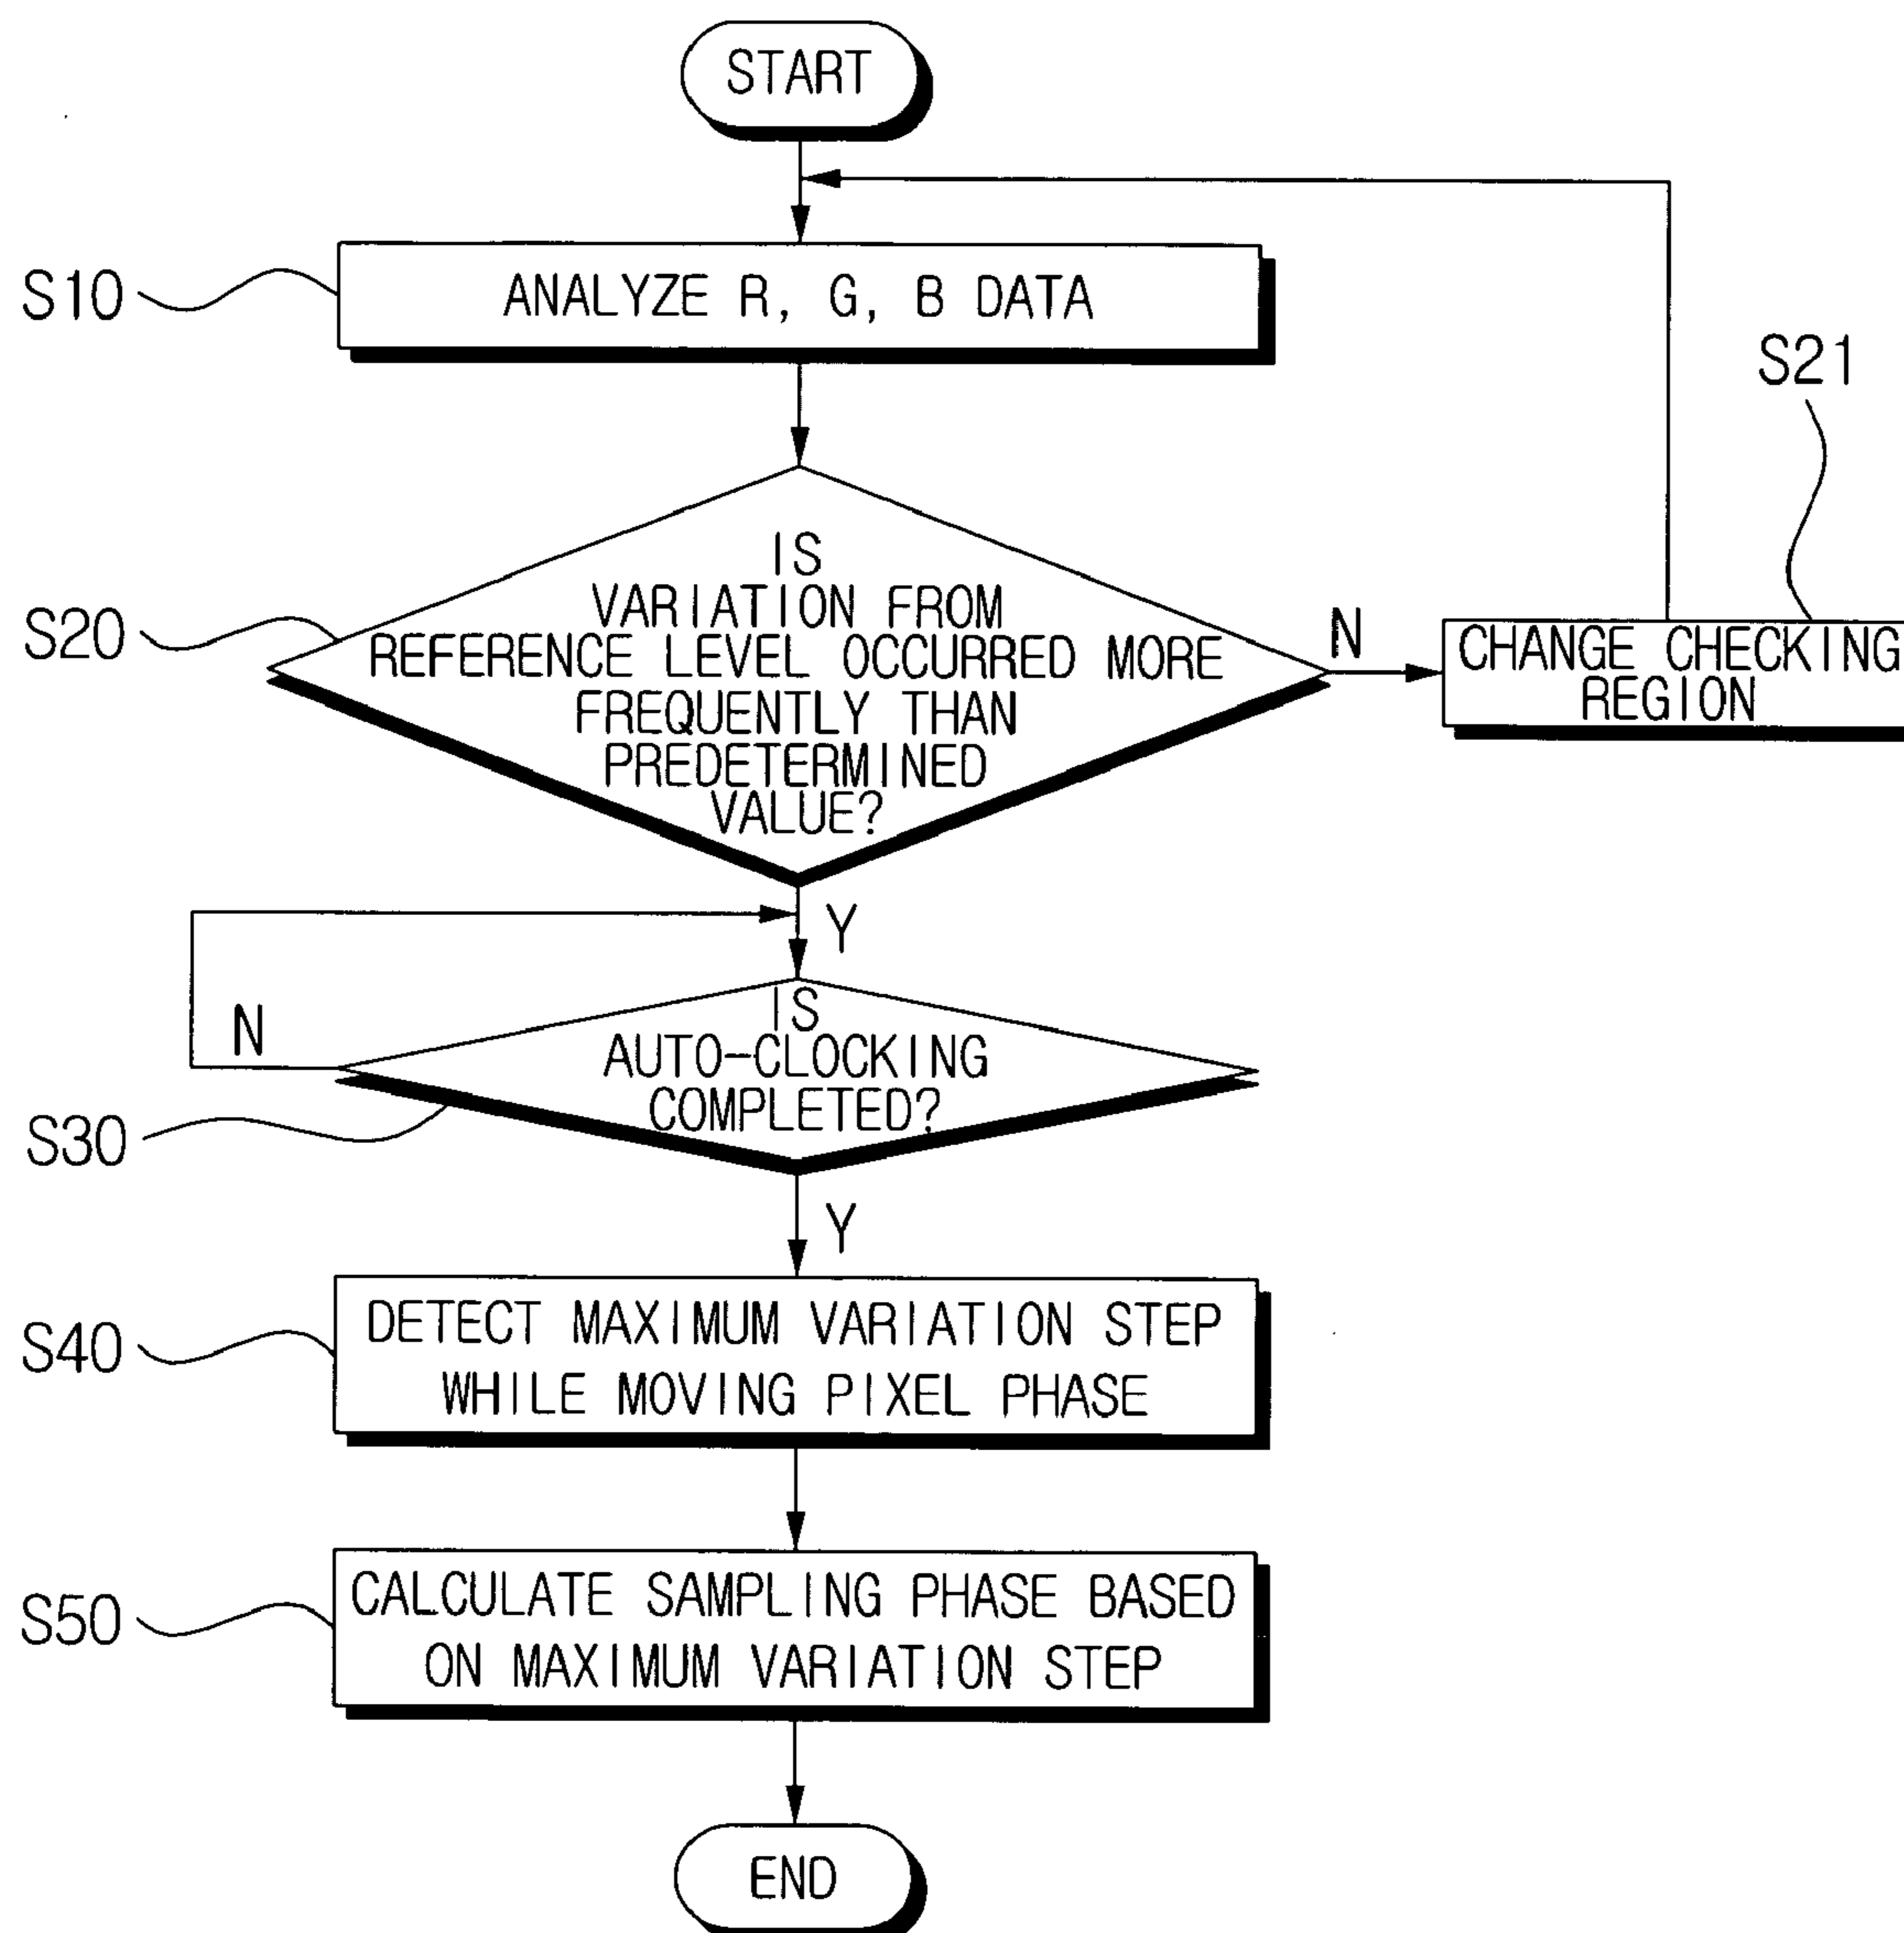 START
S10
ANALYZE R, G, B DATA
S21
S20
IS
VARIATION FROM
REFERENCE LEVEL OCCURRED MORE
FREQUENTLY THAN
PREDETERMINED
VALUE?
N
CHANGE CHECKING
REGION
Y
N
IS
AUTO-CLOCKING
COMPLETED?
S30
Y
S40
DETECT MAXIMUM VARIATION STEP
WHILE MOVING PIXEL PHASE
S50
CALCULATE SAMPLING PHASE BASED
ON MAXIMUM VARIATION STEP
END